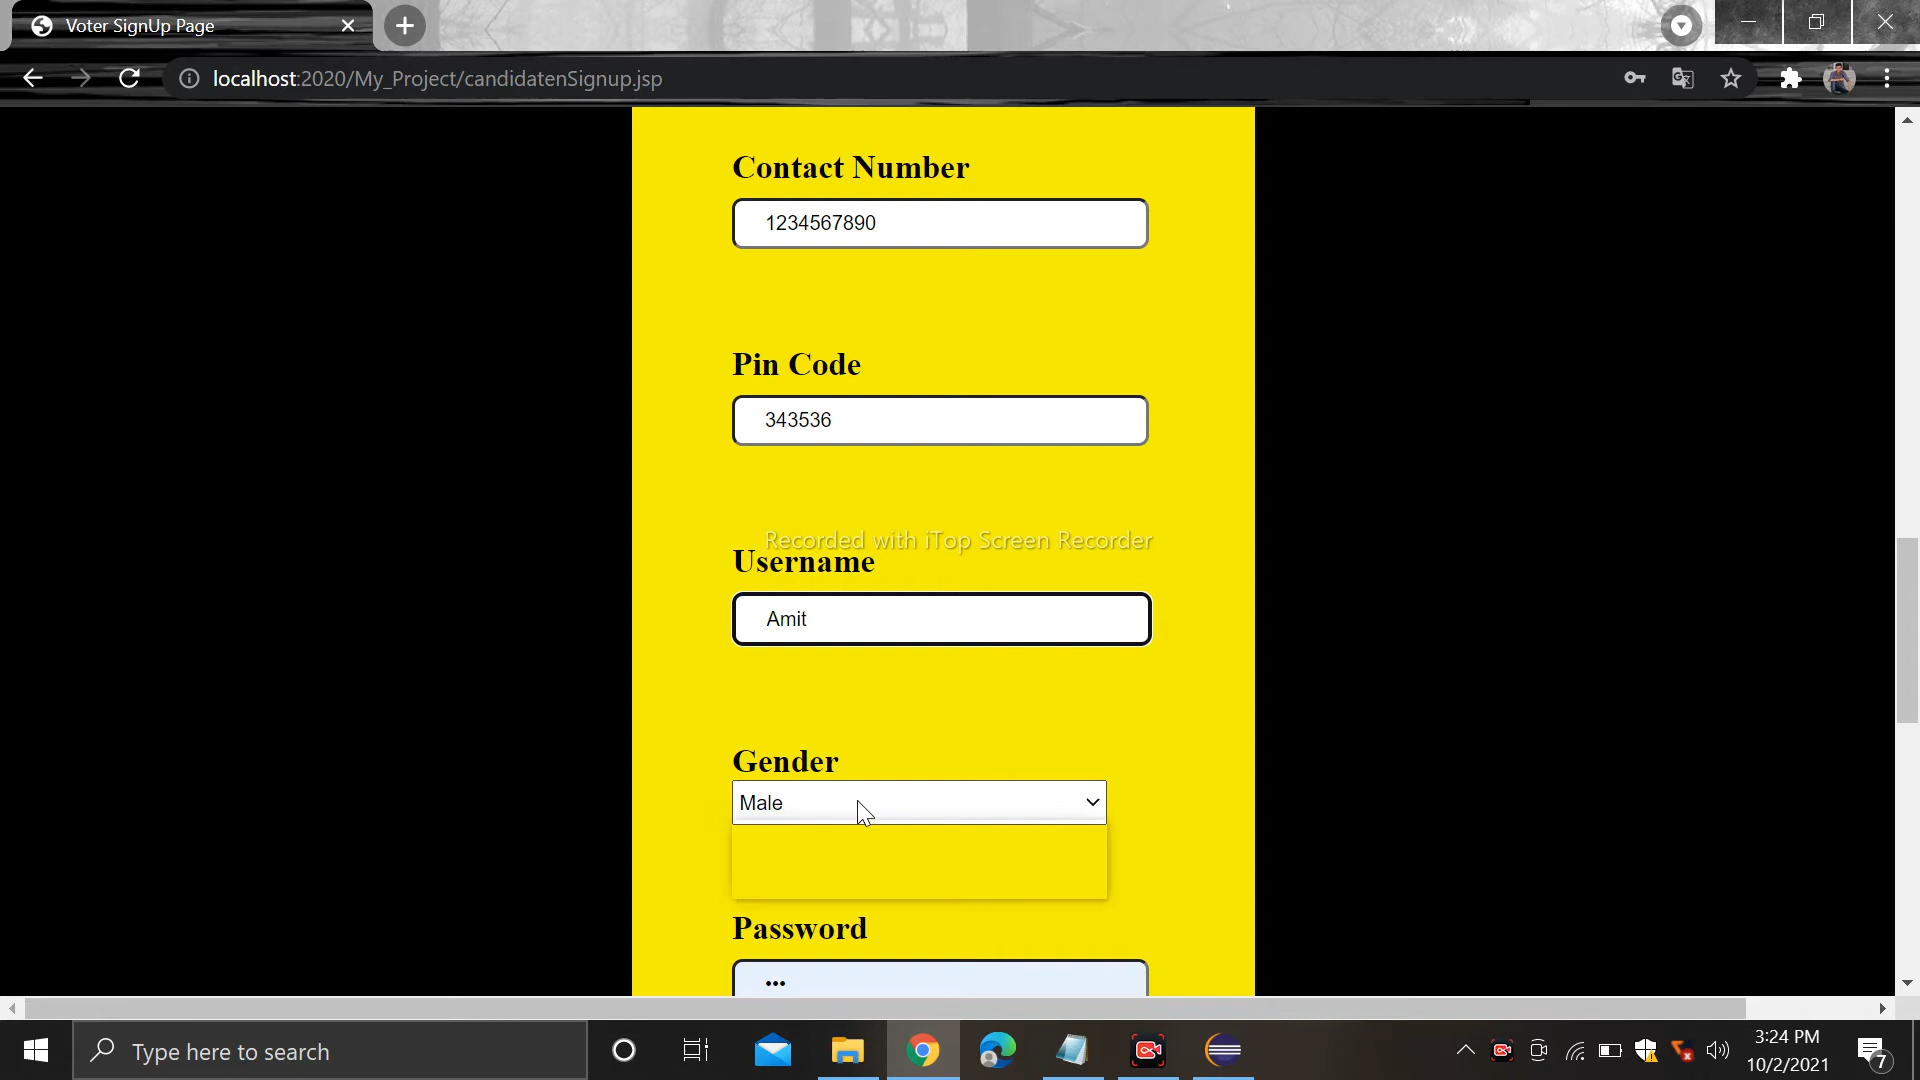 Voter SignUp Page
localhost:2020/My_Project/candidatenSignup.jsp
Contact Number
1234567890
Pin Code
343536
Recorded with iTop Screen Recorder
Username
Amit
Gender
Male
Password
•••
Type here to search
3:24 PM
10/2/2021
7